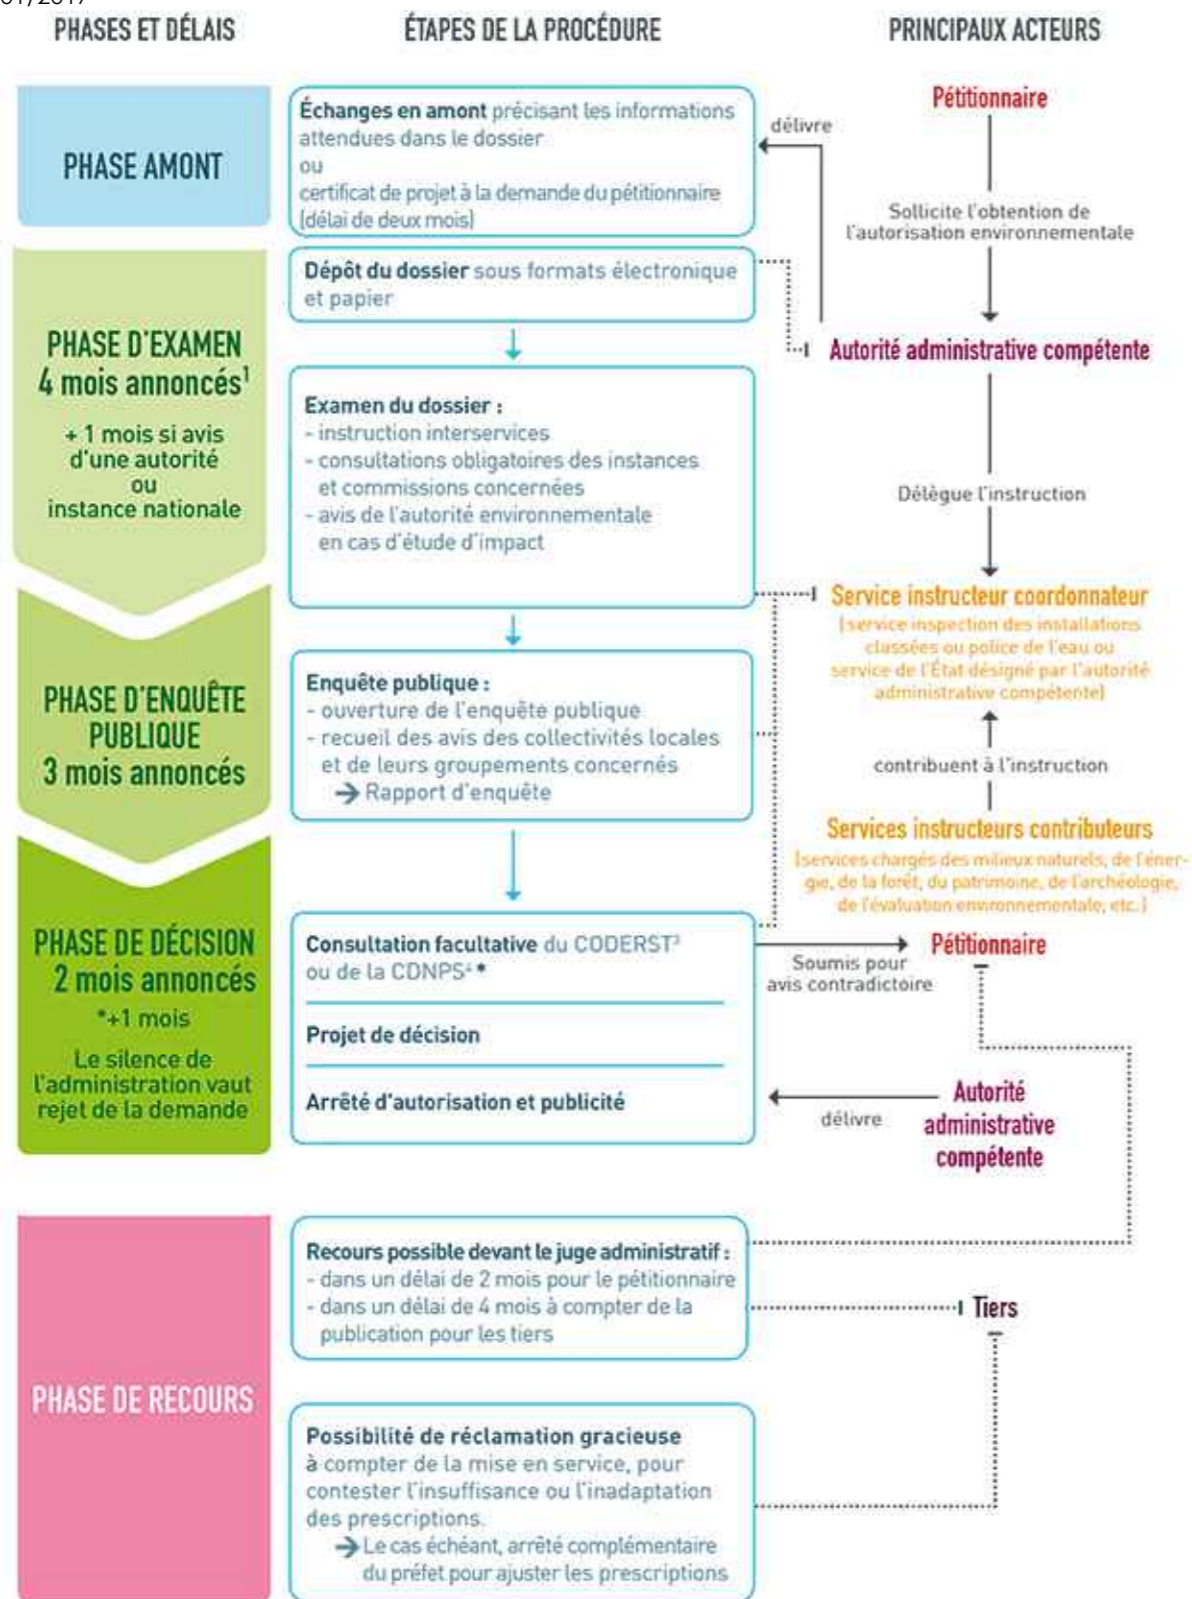 01/2017
PHASES ET DÉLAIS
ÉTAPES DE LA PROCÉDURE
PRINCIPAUX ACTEURS
PHASE AMONT
Échanges en amont précisant les informations
attendues dans le dossier
ou
certificat de projet à la demande du pétitionnaire
(délai de deux mois)
délivre
Pétitionnaire
Sollicite l'obtention de
l'autorisation environnementale
PHASE D'EXAMEN
4 mois annoncés¹
+ 1 mois si avis
d'une autorité
ou
instance nationale
Dépôt du dossier sous formats électronique
et papier
Autorité administrative compétente
Examen du dossier :
- instruction interservices
- consultations obligatoires des instances
et commissions concernées
- avis de l'autorité environnementale
en cas d'étude d'impact
Délègue l'instruction
Service instructeur coordonnateur
(service inspection des installations
classées ou police de l'eau ou
service de l'État désigné par l'autorité
administrative compétente)
PHASE D'ENQUÊTE
PUBLIQUE
3 mois annoncés
Enquête publique :
- ouverture de l'enquête publique
- recueil des avis des collectivités locales
et de leurs groupements concernés
→ Rapport d'enquête
contribuent à l'instruction
Services instructeurs contributeurs
(services chargés des milieux naturels, de l'éner-
gie, de la forêt, du patrimoine, de l'archéologie,
de l'évaluation environnementale, etc.)
PHASE DE DÉCISION
2 mois annoncés
*+1 mois
Le silence de
l'administration vaut
rejet de la demande
Consultation facultative du CODERST³
ou de la CDNPS⁴ *
Projet de décision
Arrêté d'autorisation et publicité
Soumis pour
avis contradictoire
Pétitionnaire
délivre
Autorité
administrative
compétente
PHASE DE RECOURS
Recours possible devant le juge administratif :
- dans un délai de 2 mois pour le pétitionnaire
- dans un délai de 4 mois à compter de la
publication pour les tiers
Tiers
Possibilité de réclamation gracieuse
à compter de la mise en service, pour
contester l'insuffisance ou l'inadaptation
des prescriptions.
→ Le cas échéant, arrêté complémentaire
du préfet pour ajuster les prescriptions